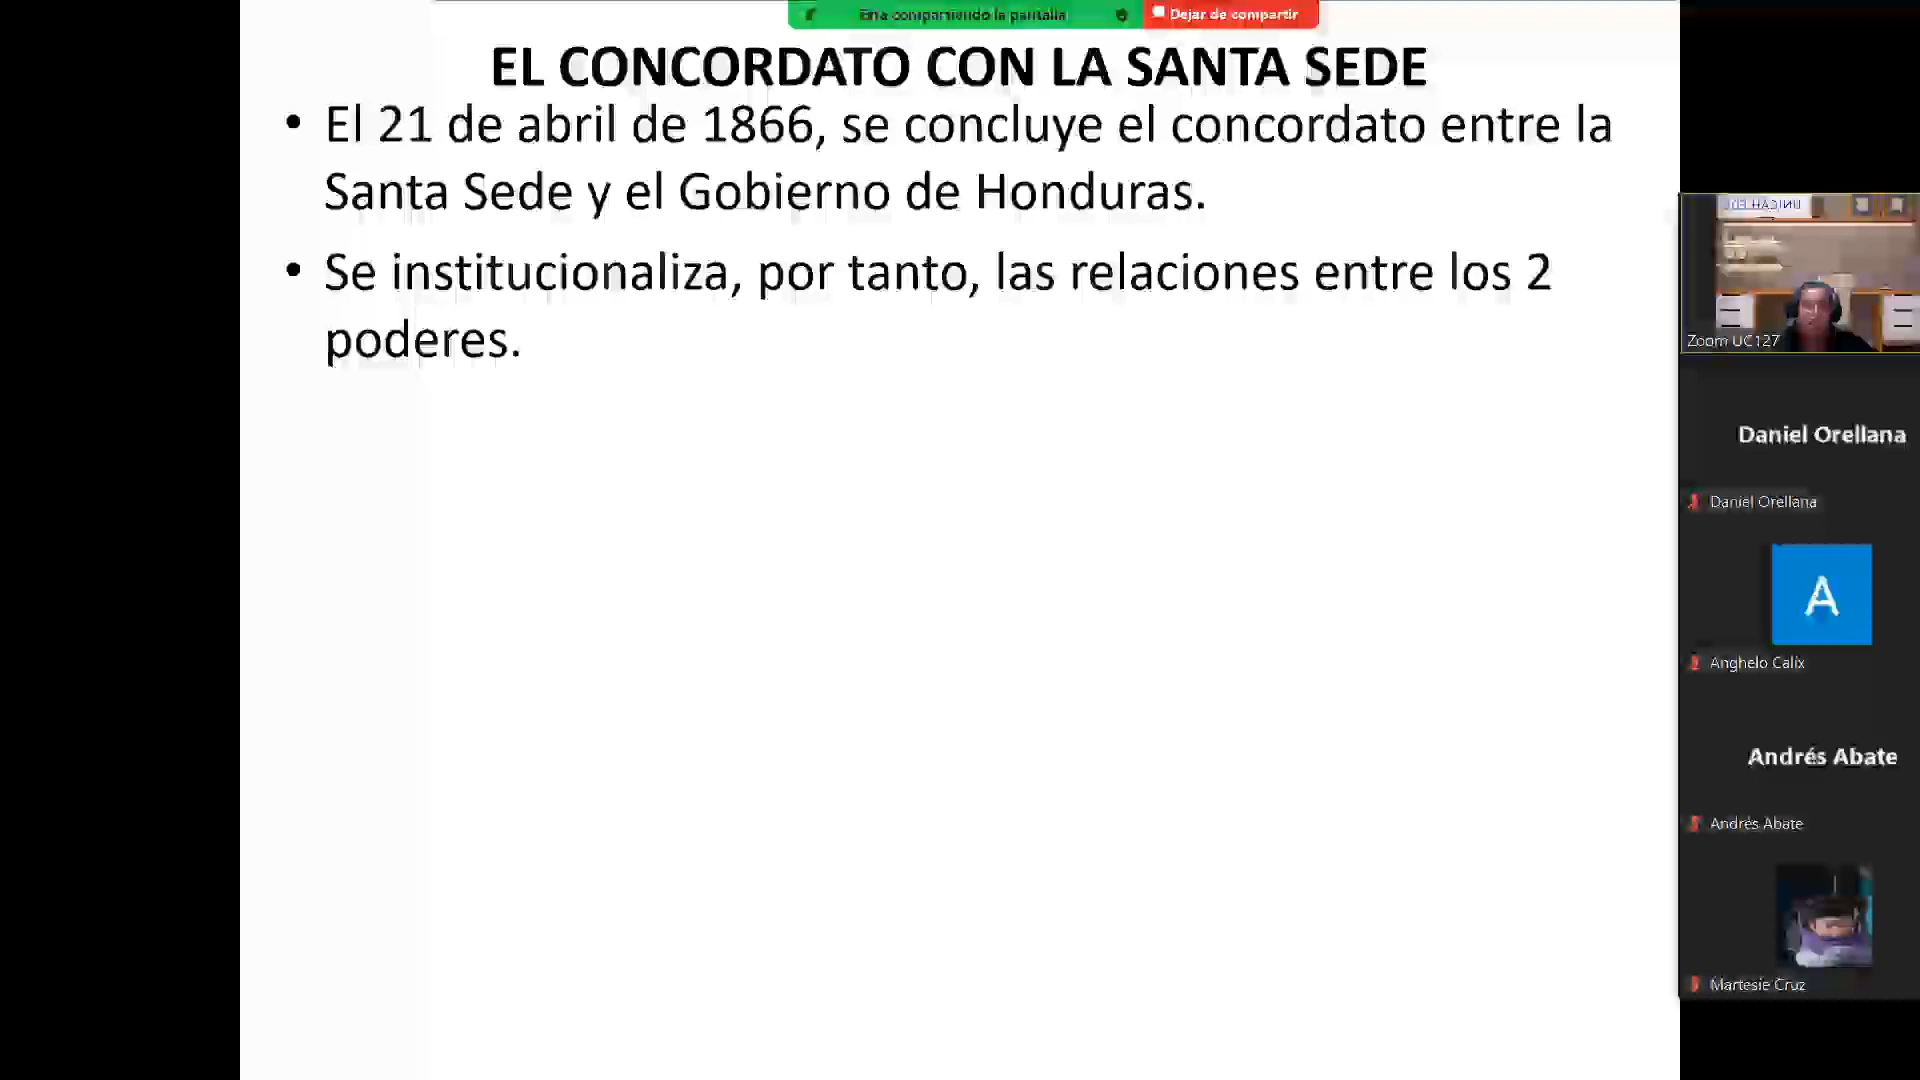 Está compartiendo la pantalla
Dejar de compartir
EL CONCORDATO CON LA SANTA SEDE
• El 21 de abril de 1866, se concluye el concordato entre la
Santa Sede y el Gobierno de Honduras.
• Se institucionaliza, por tanto, las relaciones entre los 2
poderes.
Zoom UC127
Daniel Orellana
Daniel Orellana
A
Anghelo Calix
Andrés Abate
Andrés Abate
Martesie Cruz